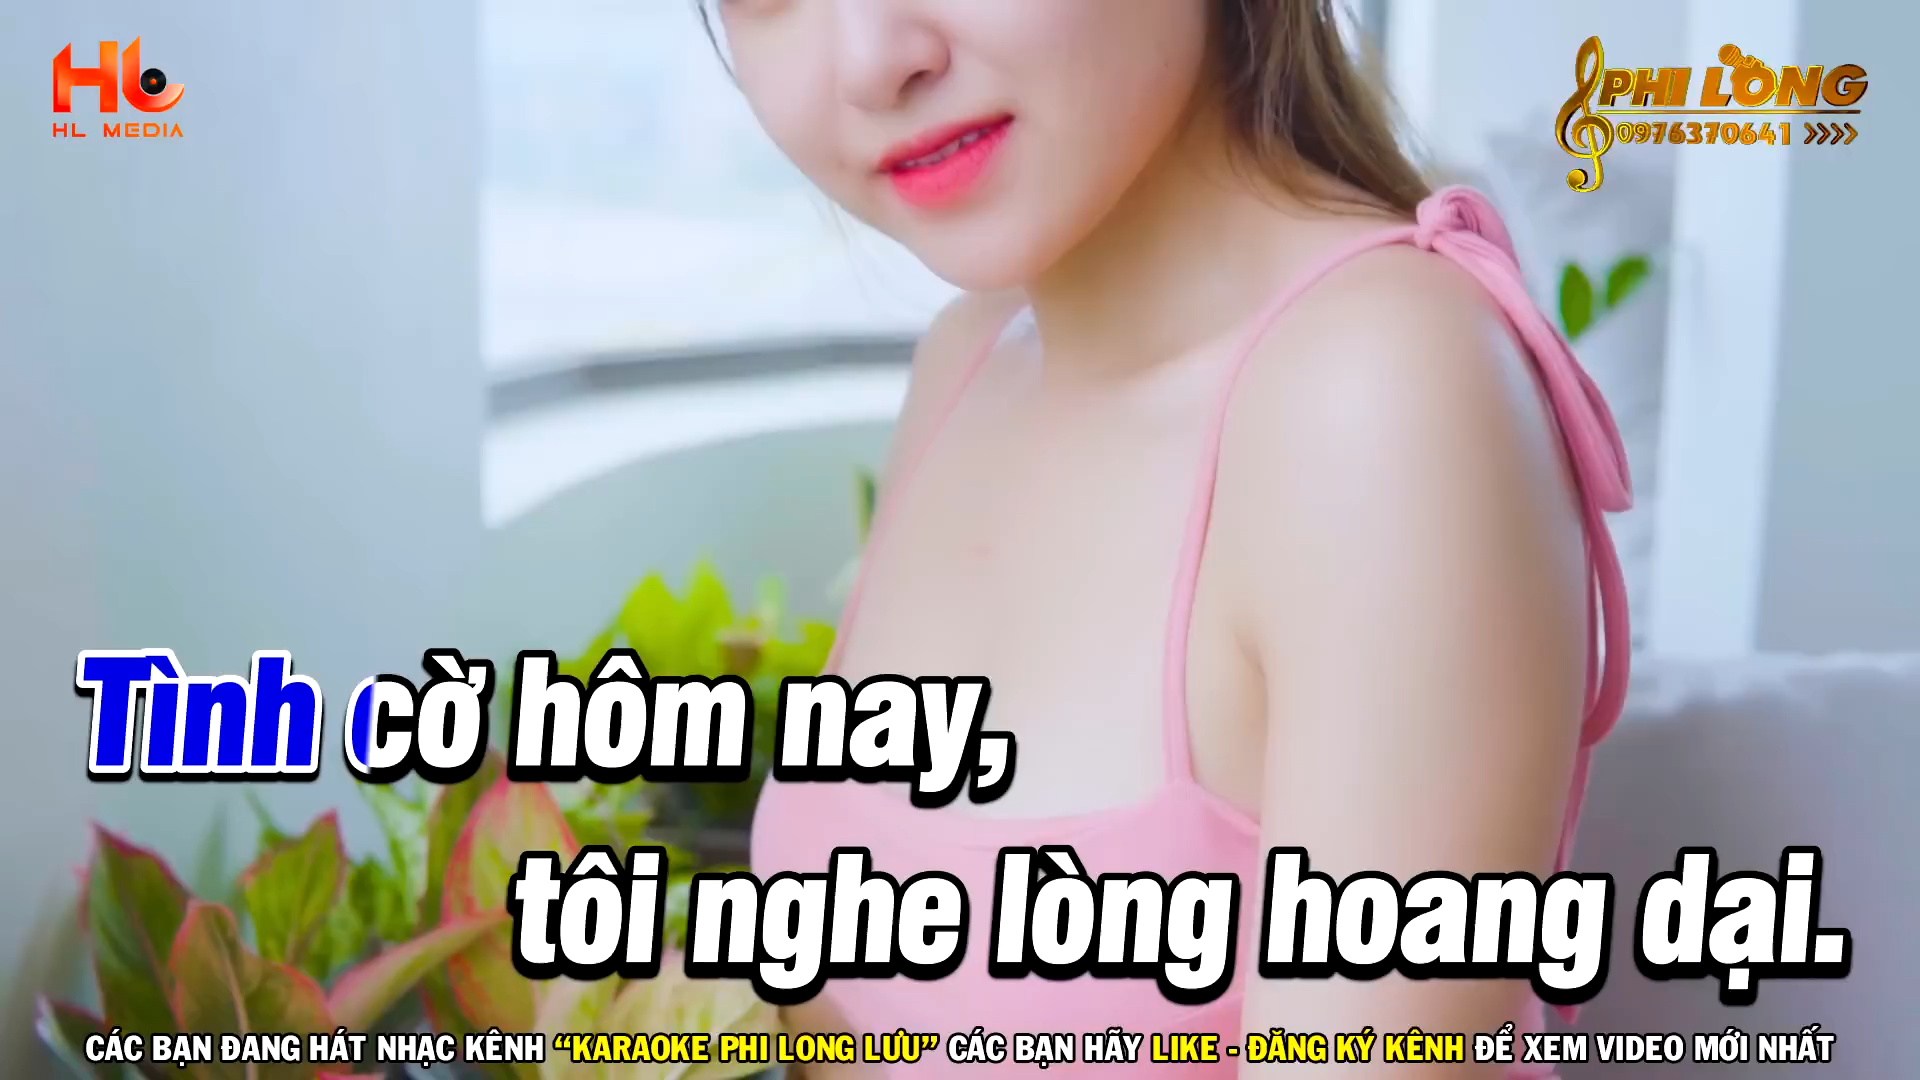 HL MEDIA
PHI LONG
0976370641
Tình cờ hôm nay,
tôi nghe lòng hoang dại.
CÁC BẠN ĐANG HÁT NHẠC KÊNH “KARAOKE PHI LONG LƯU” CÁC BẠN HÃY LIKE - ĐĂNG KÝ KÊNH ĐỂ XEM VIDEO MỚI NHẤT